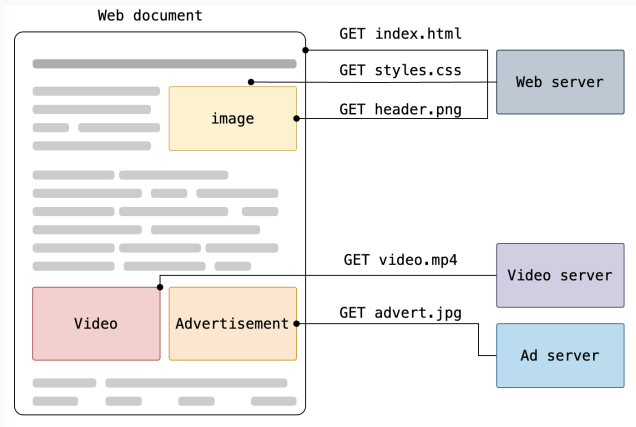 Web document
GET index.html
GET styles.css
Web server
GET header.png
image
GET video.mp4
Video server
GET advert.jpg
Video
Advertisement
Ad server